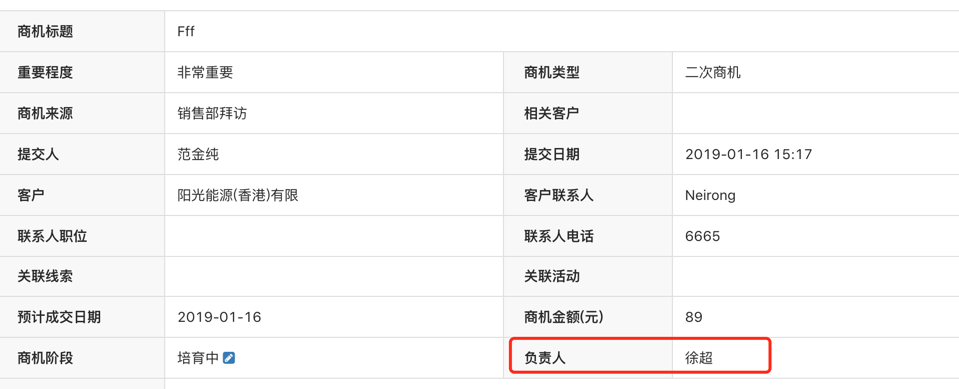 商机标题 Fff
重要程度 非常重要 商机类型 二次商机
商机来源 销售部拜访 相关客户
提交人 范金纯 提交日期 2019-01-16 15:17
客户 阳光能源(香港)有限 客户联系人 Neirong
联系人职位 联系人电话 6665
关联线索 关联活动
预计成交日期 2019-01-16 商机金额(元) 89
商机阶段 培育中 负责人 徐超